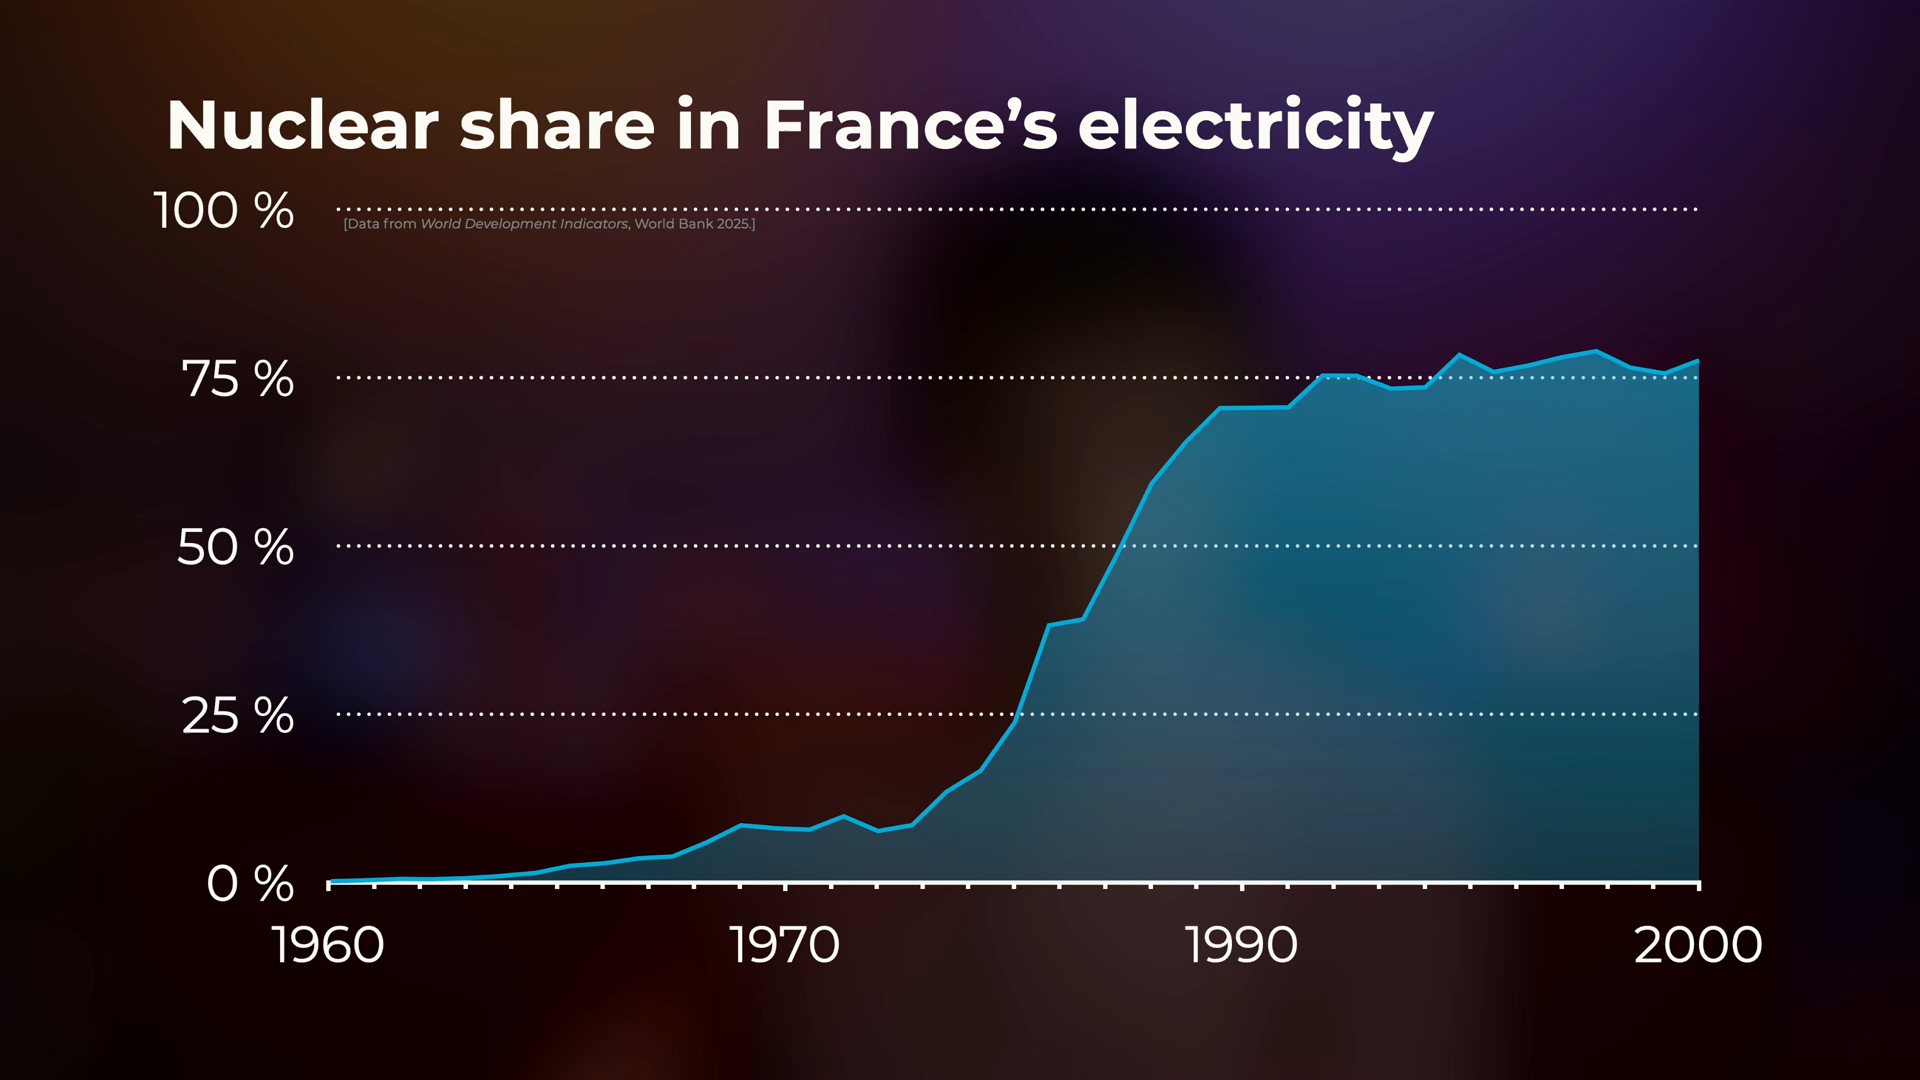 Nuclear share in France’s electricity
100 %
[Data from World Development Indicators, World Bank 2025.]
75 %
50 %
25 %
0 %
1960 1970 1990 2000